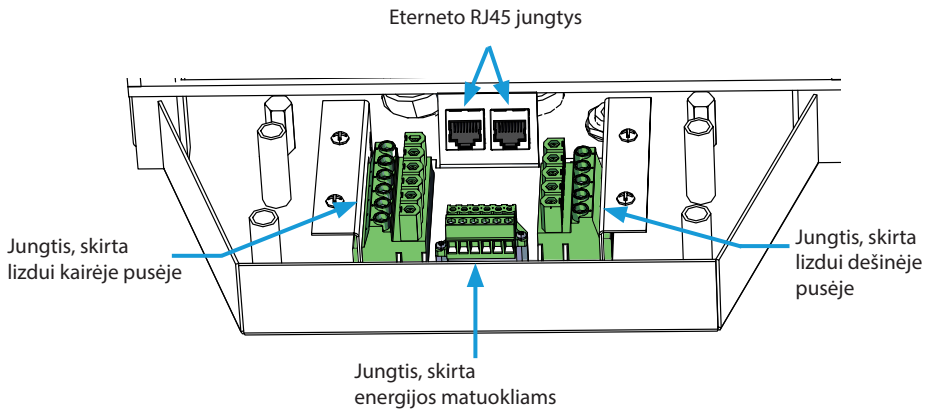 Eterneto RJ45 jungtys
Jungtis, skirta
lizdui kairėje pusėje
Jungtis, skirta
lizdui dešinėje
pusėje
Jungtis, skirta
energijos matuokliams